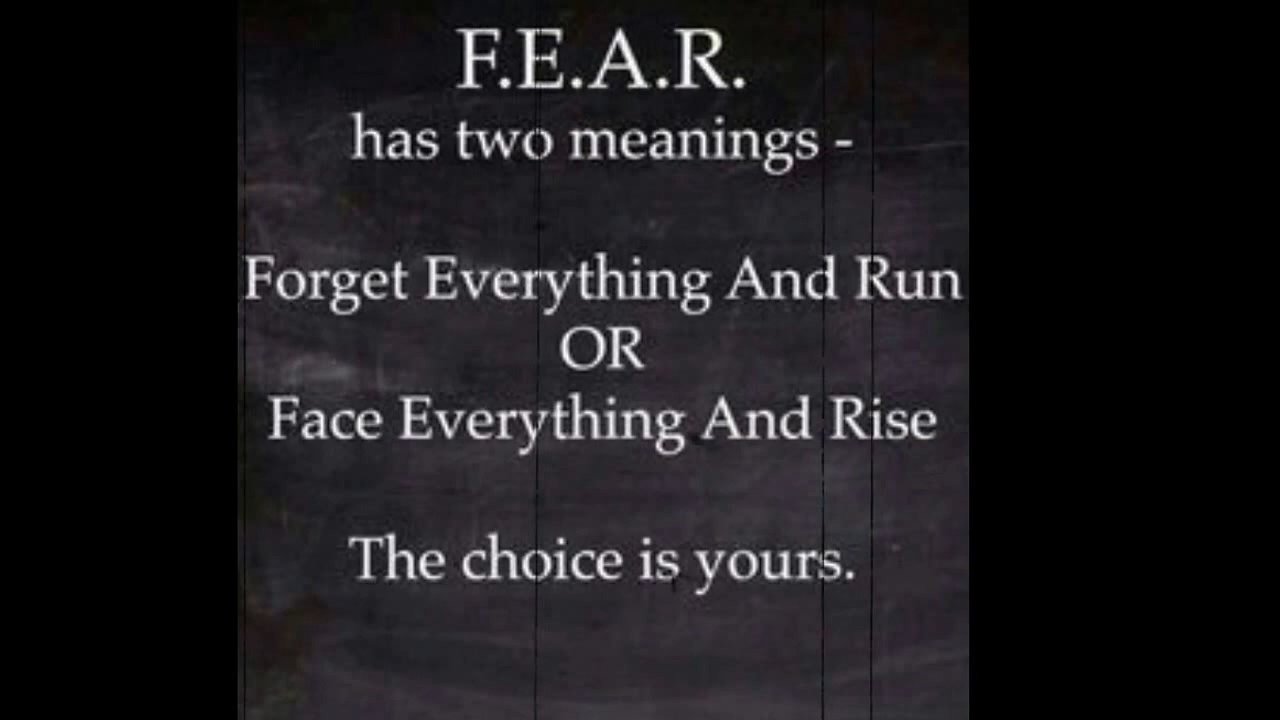 F.E.A.R.
has two meanings -
Forget Everything And Run
OR
Face Everything And Rise
The choice is yours.